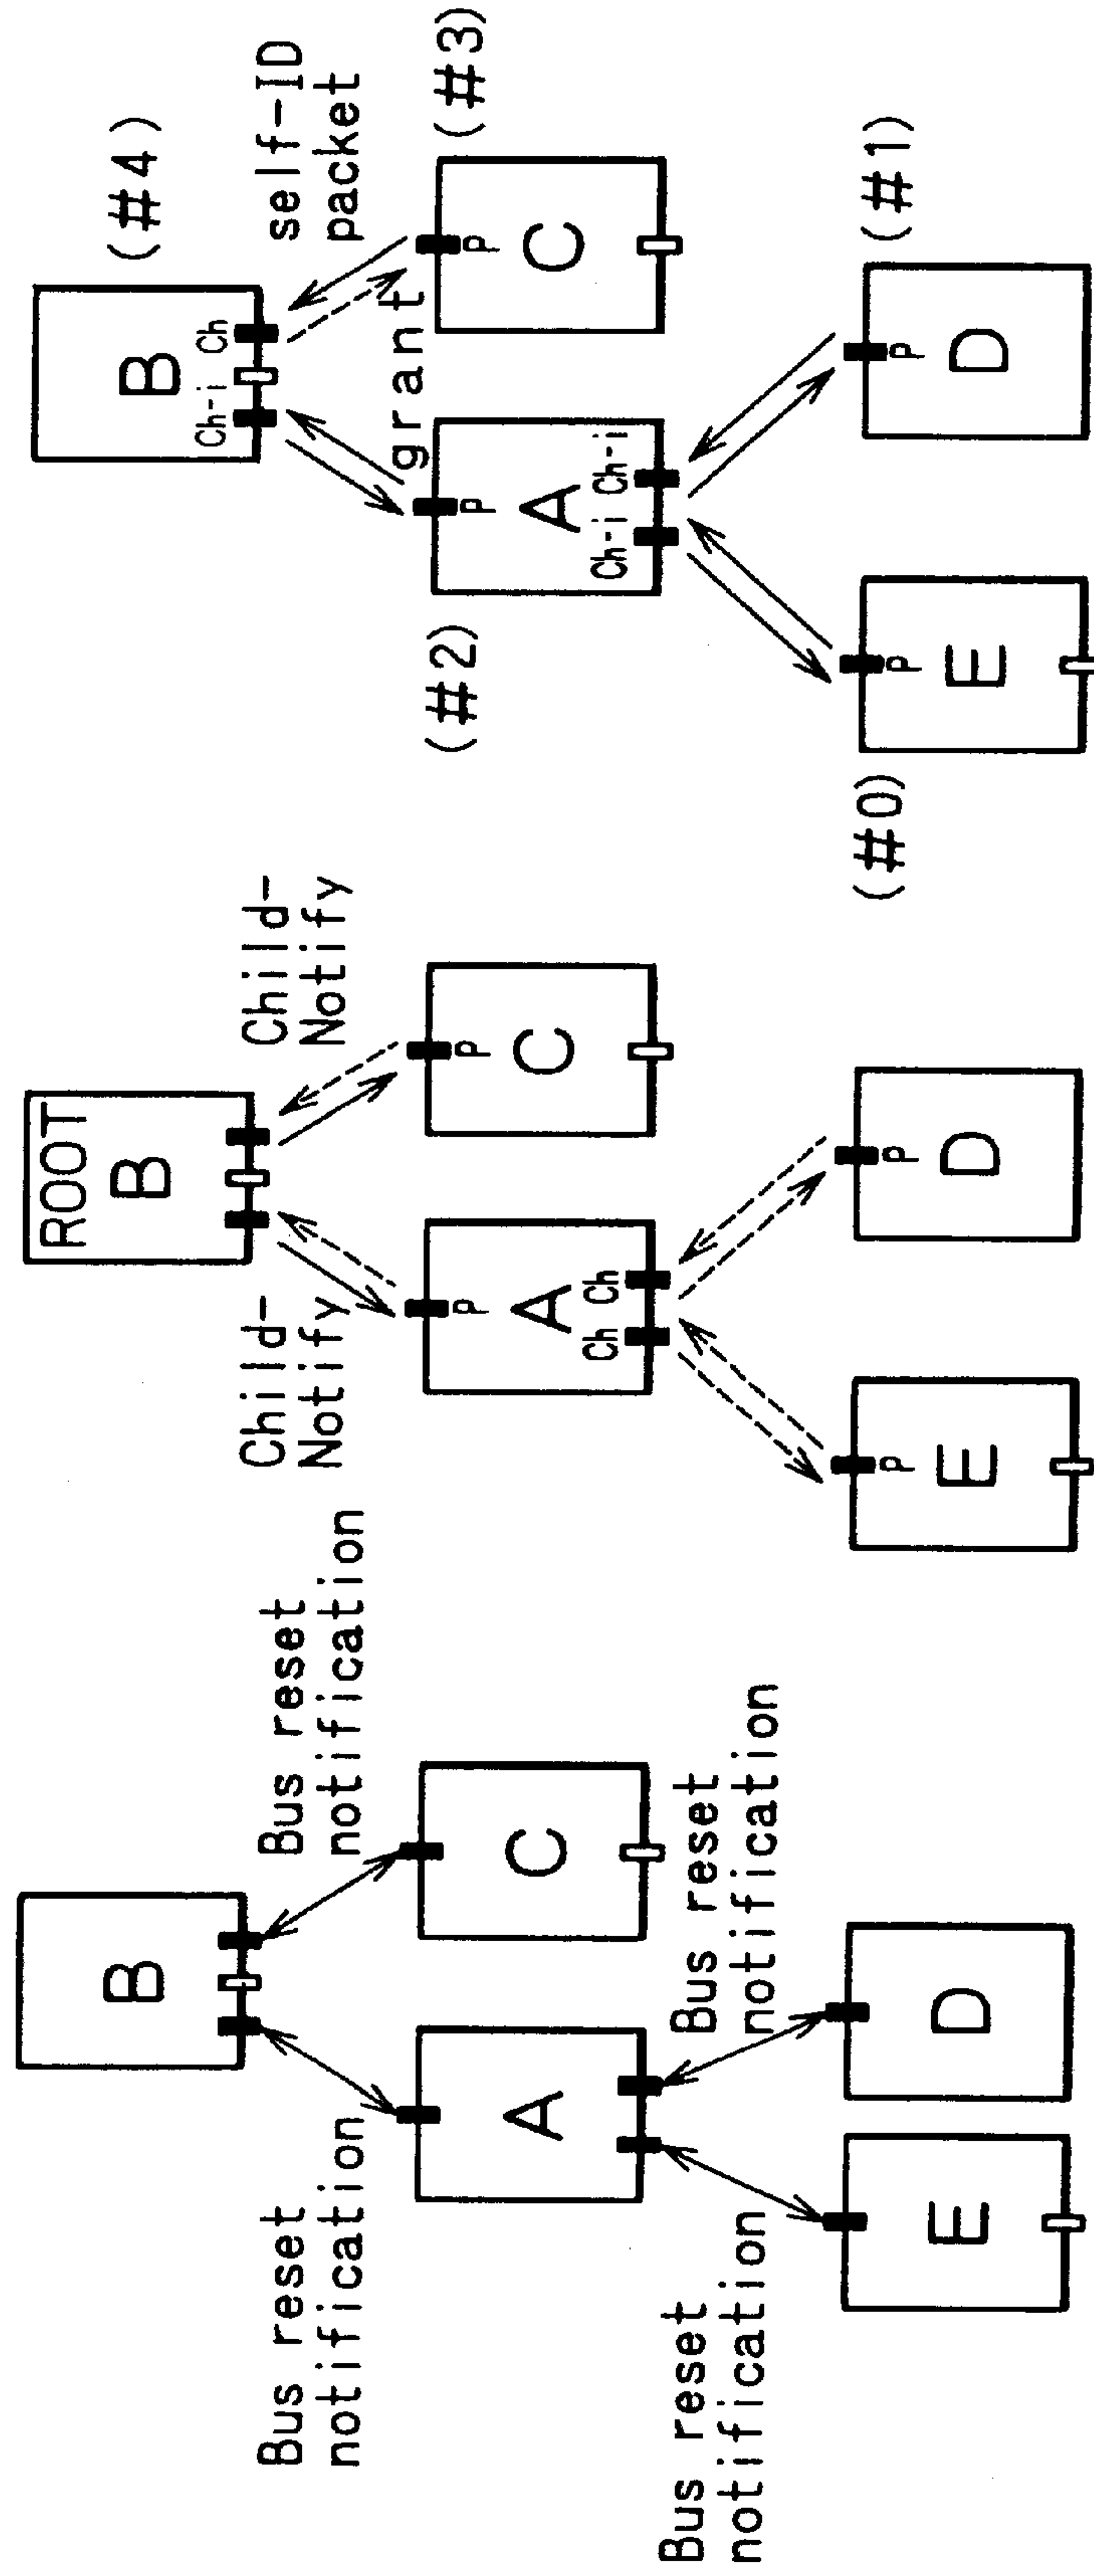 B
Bus reset
notification
Bus reset
notification
A
C
Bus reset
notification
Bus reset
notification
E
D
ROOT
B
Child-
Notify
Child-
Notify
P
A
Ch Ch
P
C
P
E
P
D
B
(#4)
Ch-i Ch
self-ID
packet
grant
(#2)
P
A
Ch-i Ch-i
P
C
(#3)
(#0)
P
E
P
D
(#1)